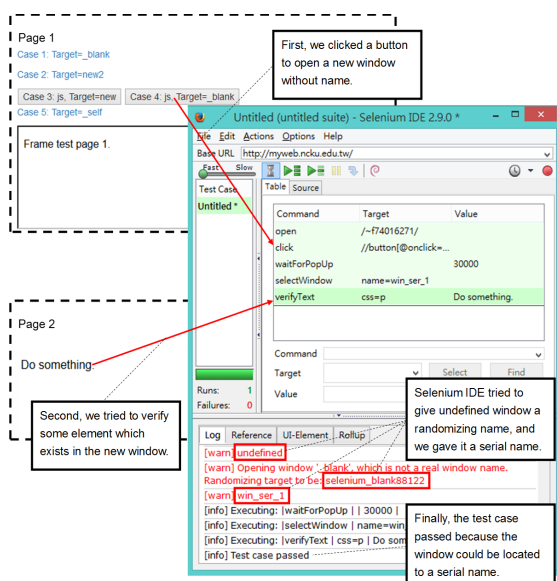 Page 1
Case 1: Target=_blank
Case 2: Target=new2
Case 3: js, Target=new
Case 4: js, Target=_blank
Case 5: Target=_self
Frame test page 1.
First, we clicked a button
to open a new window
without name.
Untitled (untitled suite) - Selenium IDE 2.9.0 *
File Edit Actions Options Help
Base URL http://myweb.ncku.edu.tw/
Fast Slow
Test Case
Untitled *
Table Source
Command Target Value
open /~f74016271/
click //button[@onclick=...
waitForPopUp 30000
selectWindow name=win_ser_1
verifyText css=p Do something.
Command
Target Select Find
Value
Runs: 1
Failures: 0
Page 2
Do something.
Second, we tried to verify
some element which
exists in the new window.
Selenium IDE tried to
give undefined window a
randomizing name, and
we gave it a serial name.
Log Reference UI-Element Rollup
[warn] undefined
[warn] Opening window '_blank', which is not a real window name.
Randomizing target to be: selenium_blank88122
[warn] win_ser_1
[info] Executing: |waitForPopUp | | 30000 |
[info] Executing: |selectWindow | name=win_
[info] Executing: |verifyText | css=p | Do som
[info] Test case passed
Finally, the test case
passed because the
window could be located
to a serial name.